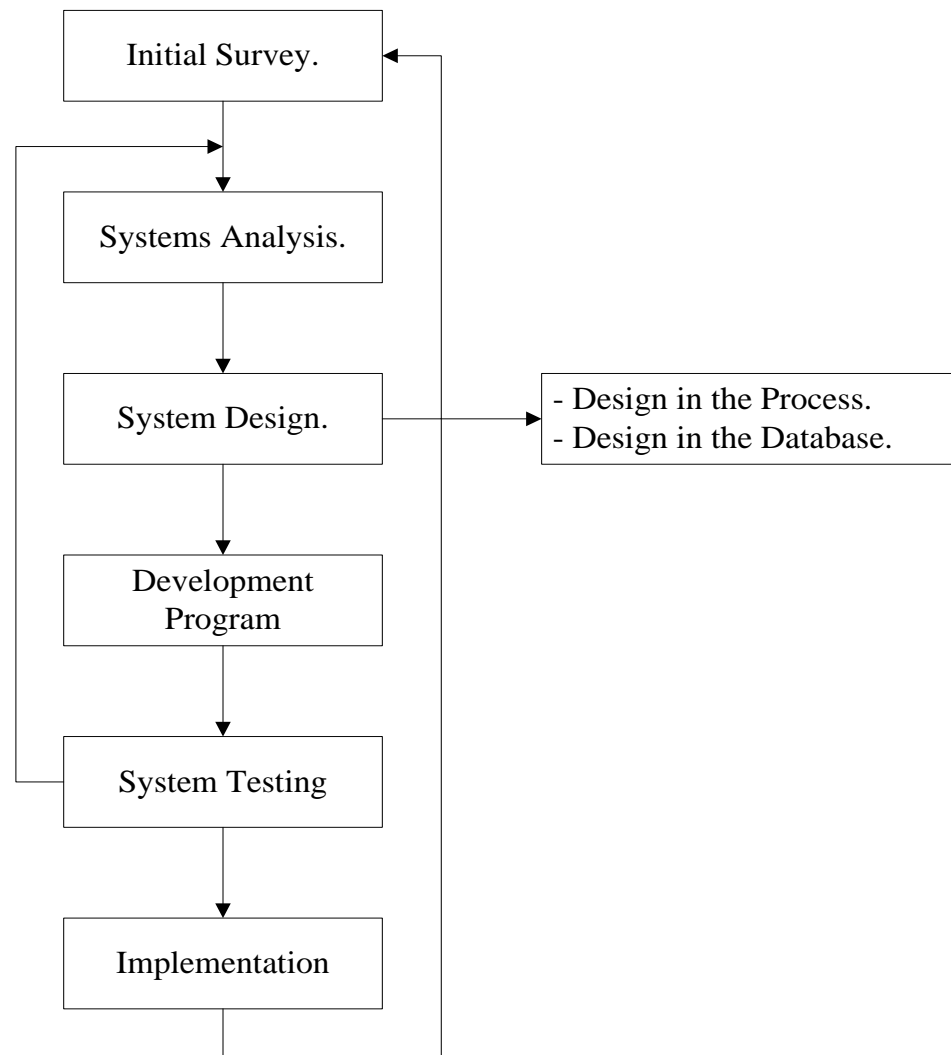 Initial Survey.
Systems Analysis.
System Design.
- Design in the Process.
- Design in the Database.
Development
Program
System Testing
Implementation